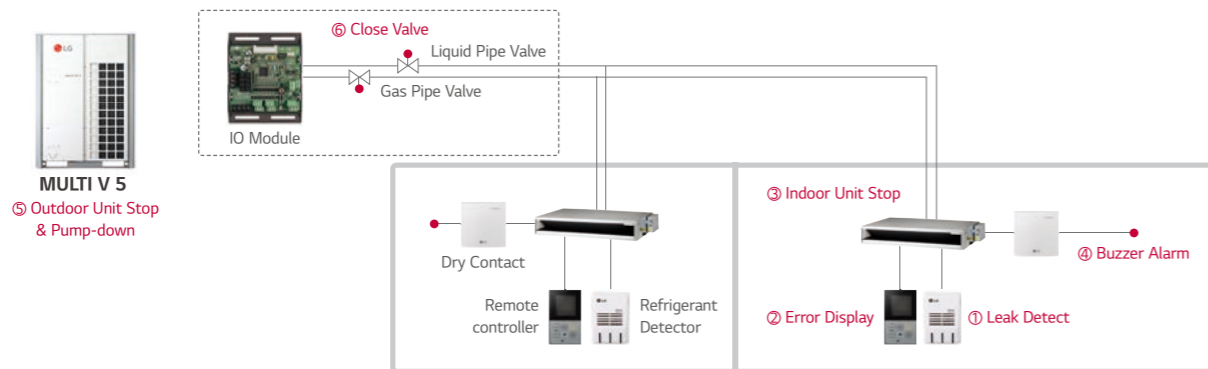 LG
MULTI V 5
⑤ Outdoor Unit Stop
& Pump-down
⑥ Close Valve
Liquid Pipe Valve
Gas Pipe Valve
IO Module
Dry Contact
Remote
controller
Refrigerant
Detector
③ Indoor Unit Stop
④ Buzzer Alarm
② Error Display
① Leak Detect